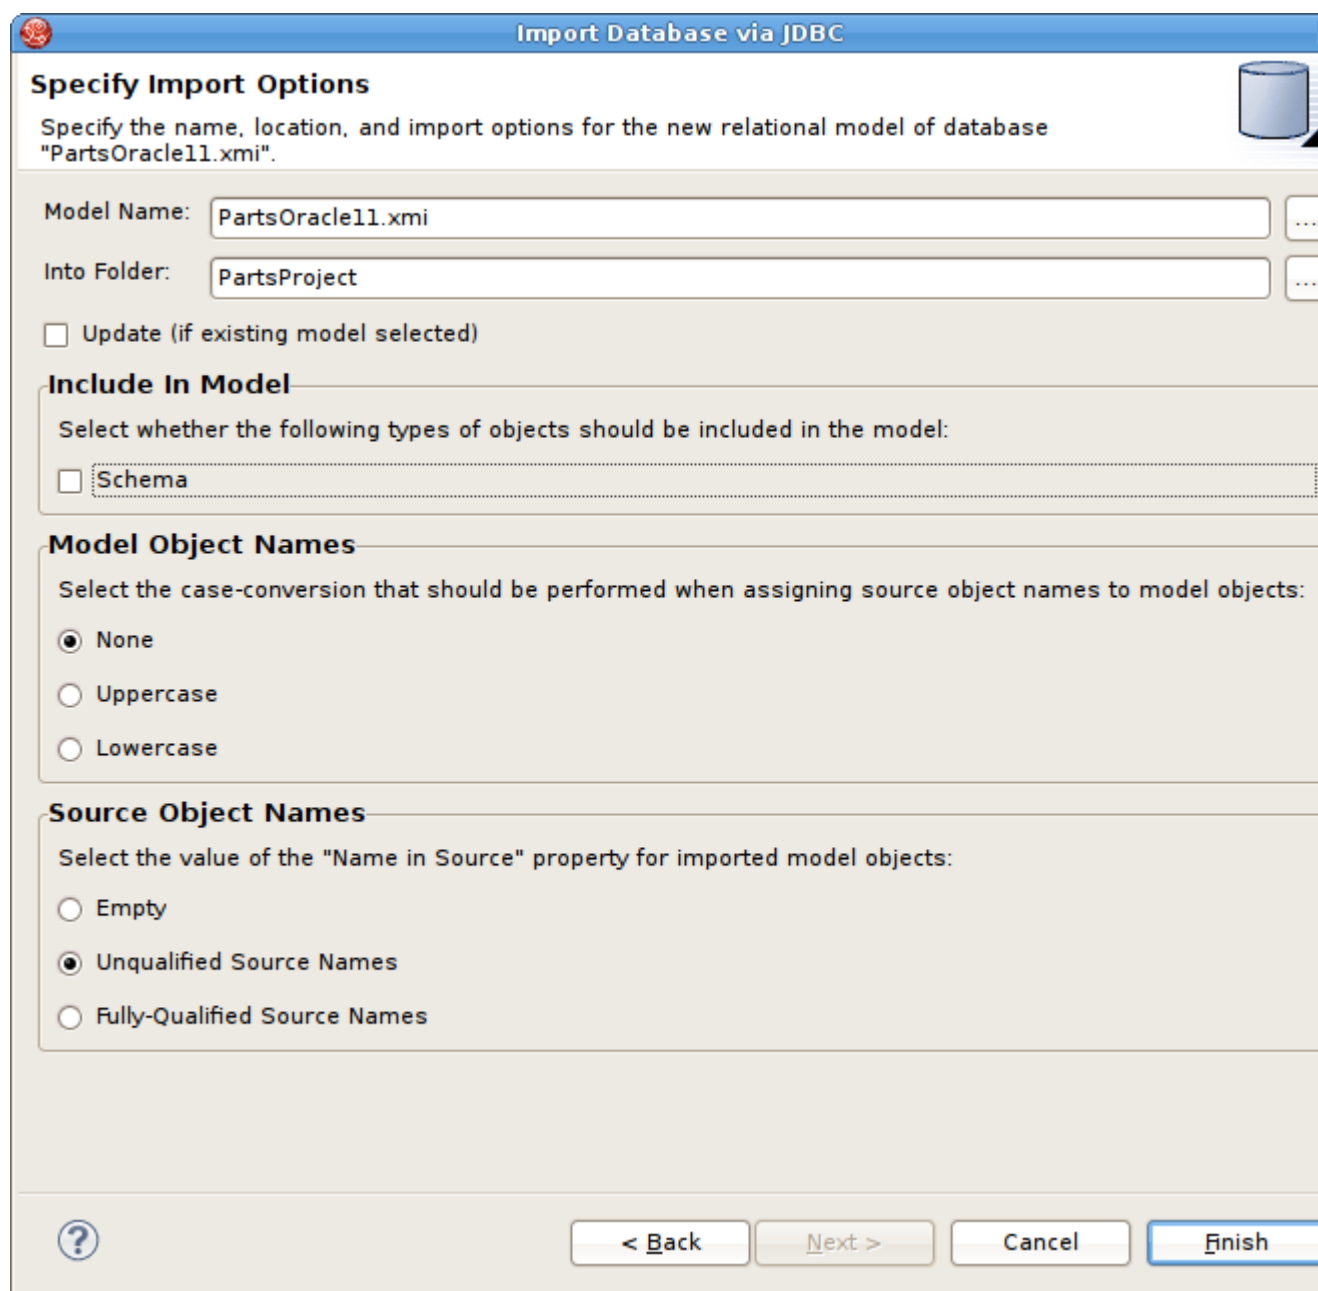 Import Database via JDBC
Specify Import Options
Specify the name, location, and import options for the new relational model of database
"PartsOracle11.xmi".
Model Name: PartsOracle11.xmi ...
Into Folder: PartsProject ...
Update (if existing model selected)
Include In Model
Select whether the following types of objects should be included in the model:
Schema
Model Object Names
Select the case-conversion that should be performed when assigning source object names to model objects:
None
Uppercase
Lowercase
Source Object Names
Select the value of the "Name in Source" property for imported model objects:
Empty
Unqualified Source Names
Fully-Qualified Source Names
? < Back Next > Cancel Finish